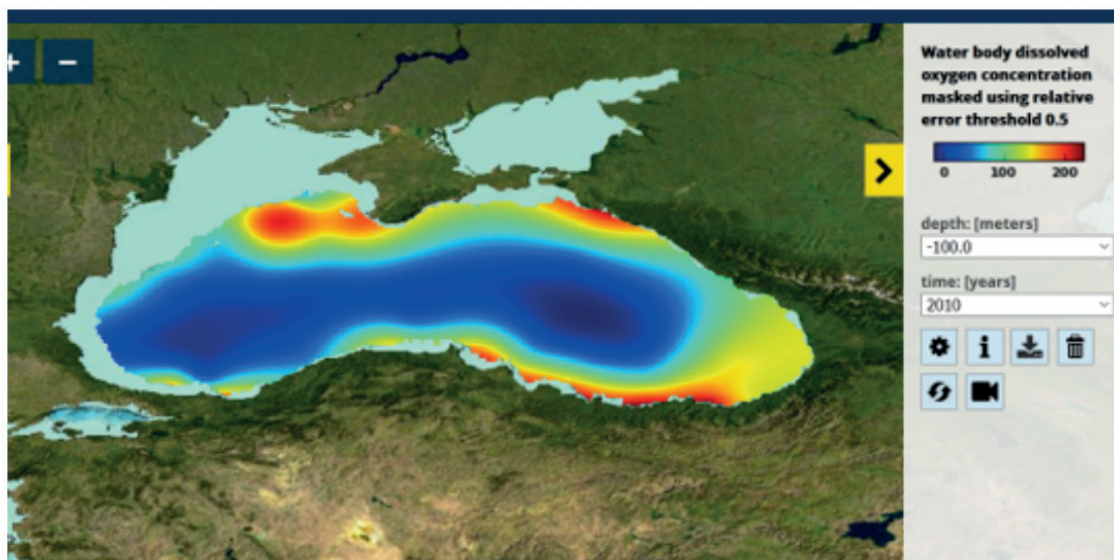 + −
Water body dissolved
oxygen concentration
masked using relative
error threshold 0.5
0 100 200
depth: [meters]
-100.0
time: [years]
2010